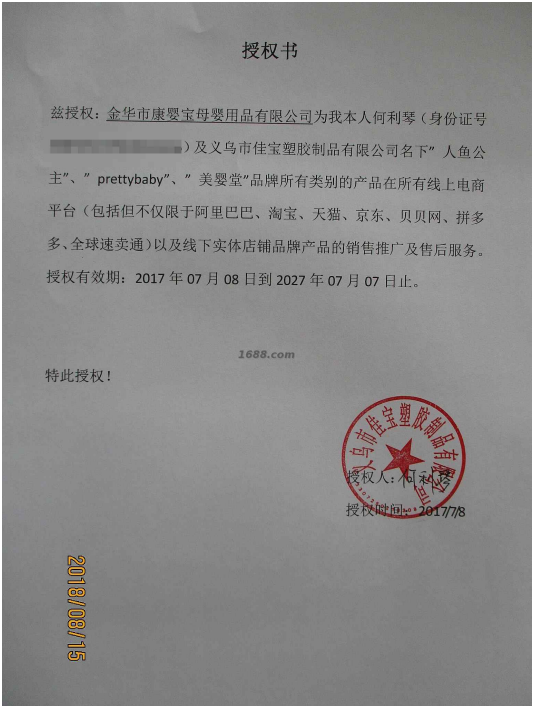 授权书
兹授权：金华市康婴宝母婴用品有限公司为我本人何利琴（身份证号
）及义乌市佳宝塑胶制品有限公司名下”人鱼公
主”、”prettybaby”、”美婴堂”品牌所有类别的产品在所有线上电商
平台（包括但不仅限于阿里巴巴、淘宝、天猫、京东、贝贝网、拼多
多、全球速卖通）以及线下实体店铺品牌产品的销售推广及售后服务。
授权有效期：2017年07月08日到2027年07月07日止。
1688.com
特此授权！
义乌市佳宝塑胶制品有限公司
授权人：何利琴
授权时间：2017/7/8
2018/08/15